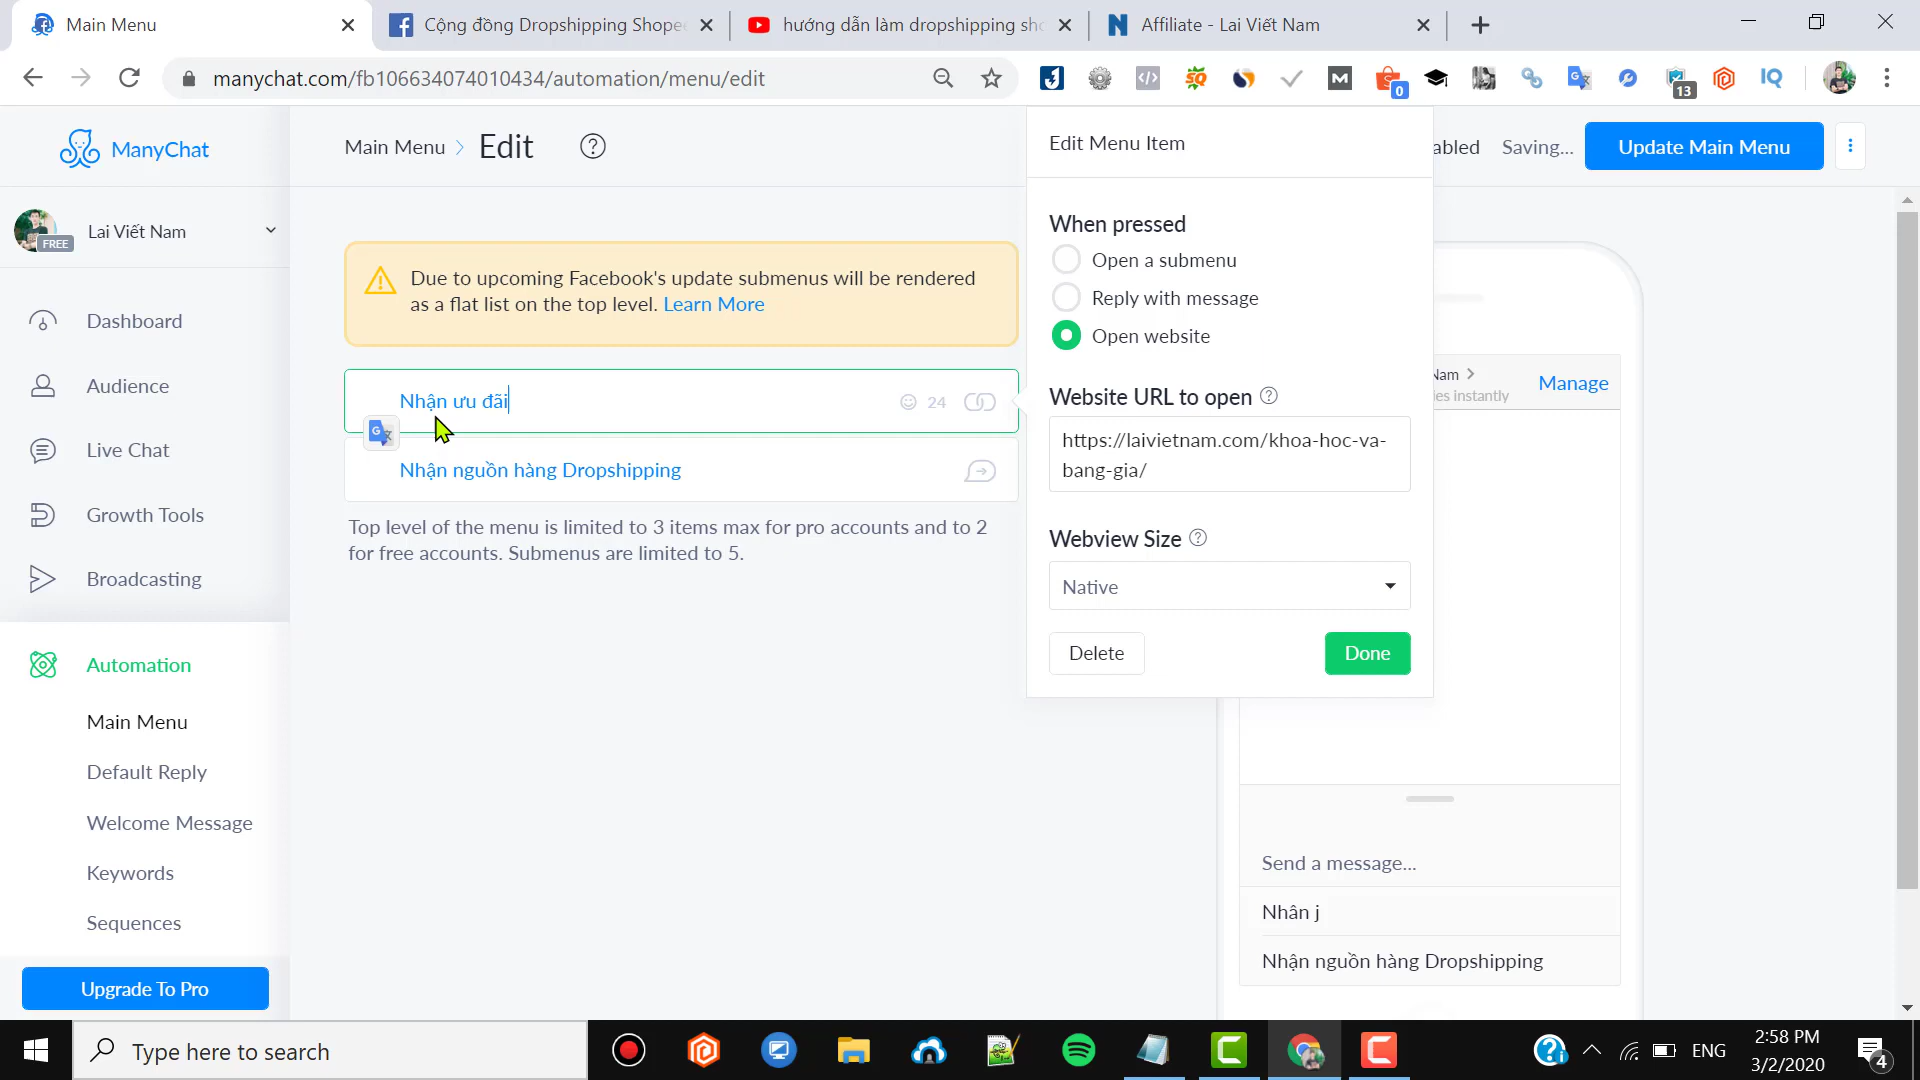 Main Menu
Cộng đồng Dropshipping Shopee
hướng dẫn làm dropshipping sho
Affiliate - Lai Viết Nam
manychat.com/fb106634074010434/automation/menu/edit
0
13
IQ
ManyChat
Main Menu
Edit
Edit Menu Item
abled
Saving...
Update Main Menu
FREE
Lai Viết Nam
Dashboard
Audience
Live Chat
Growth Tools
Broadcasting
Automation
Main Menu
Default Reply
Welcome Message
Keywords
Sequences
Upgrade To Pro
Due to upcoming Facebook's update submenus will be rendered
as a flat list on the top level. Learn More
Nhận ưu đãi
24
Nhận nguồn hàng Dropshipping
Top level of the menu is limited to 3 items max for pro accounts and to 2
for free accounts. Submenus are limited to 5.
When pressed
Open a submenu
Reply with message
Open website
Website URL to open
https://laivietnam.com/khoa-hoc-va-
bang-gia/
Webview Size
Native
Delete
Done
Nam
Manage
es instantly
Send a message...
Nhân j
Nhận nguồn hàng Dropshipping
Type here to search
ENG
2:58 PM
3/2/2020
4